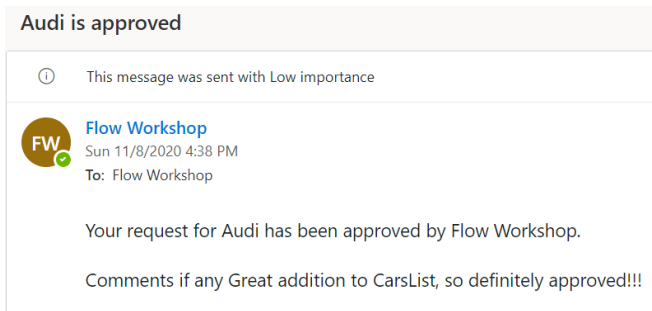 Audi is approved
This message was sent with Low importance
FW
Flow Workshop
Sun 11/8/2020 4:38 PM
To: Flow Workshop
Your request for Audi has been approved by Flow Workshop.
Comments if any Great addition to CarsList, so definitely approved!!!